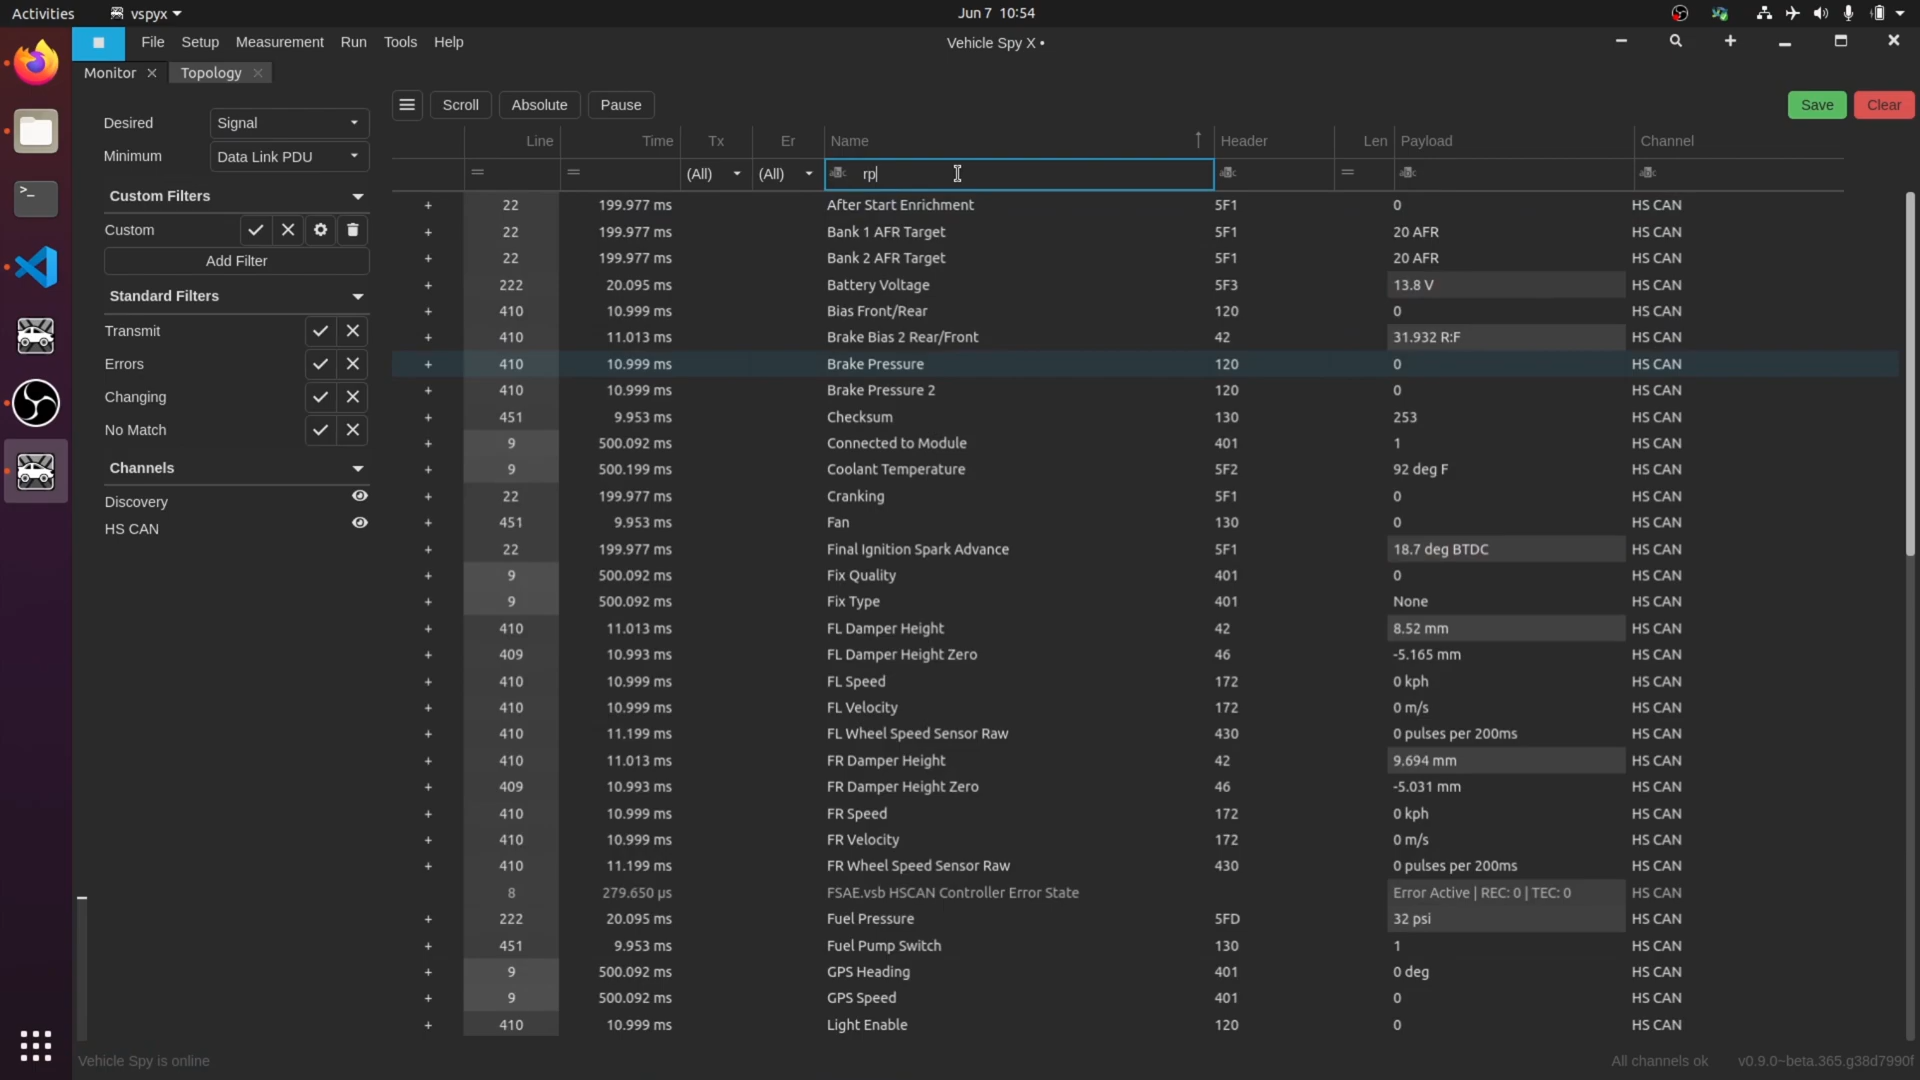 Activities vspyx Jun 7 10:54
File Setup Measurement Run Tools Help Vehicle Spy X •
Monitor Topology
Desired Signal
Minimum Data Link PDU
Custom Filters
Custom
Add Filter
Standard Filters
Transmit
Errors
Changing
No Match
Channels
Discovery
HS CAN
Scroll Absolute Pause Save Clear
Line Time Tx Er Name Header Len Payload Channel
= = (All) (All) rp =
+ 22 199.977 ms After Start Enrichment 5F1 0 HS CAN
+ 22 199.977 ms Bank 1 AFR Target 5F1 20 AFR HS CAN
+ 22 199.977 ms Bank 2 AFR Target 5F1 20 AFR HS CAN
+ 222 20.095 ms Battery Voltage 5F3 13.8 V HS CAN
+ 410 10.999 ms Bias Front/Rear 120 0 HS CAN
+ 410 11.013 ms Brake Bias 2 Rear/Front 42 31.932 R:F HS CAN
+ 410 10.999 ms Brake Pressure 120 0 HS CAN
+ 410 10.999 ms Brake Pressure 2 120 0 HS CAN
+ 451 9.953 ms Checksum 130 253 HS CAN
+ 9 500.092 ms Connected to Module 401 1 HS CAN
+ 9 500.199 ms Coolant Temperature 5F2 92 deg F HS CAN
+ 22 199.977 ms Cranking 5F1 0 HS CAN
+ 451 9.953 ms Fan 130 0 HS CAN
+ 22 199.977 ms Final Ignition Spark Advance 5F1 18.7 deg BTDC HS CAN
+ 9 500.092 ms Fix Quality 401 0 HS CAN
+ 9 500.092 ms Fix Type 401 None HS CAN
+ 410 11.013 ms FL Damper Height 42 8.52 mm HS CAN
+ 409 10.993 ms FL Damper Height Zero 46 -5.165 mm HS CAN
+ 410 10.999 ms FL Speed 172 0 kph HS CAN
+ 410 10.999 ms FL Velocity 172 0 m/s HS CAN
+ 410 11.199 ms FL Wheel Speed Sensor Raw 430 0 pulses per 200ms HS CAN
+ 410 11.013 ms FR Damper Height 42 9.694 mm HS CAN
+ 409 10.993 ms FR Damper Height Zero 46 -5.031 mm HS CAN
+ 410 10.999 ms FR Speed 172 0 kph HS CAN
+ 410 10.999 ms FR Velocity 172 0 m/s HS CAN
+ 410 11.199 ms FR Wheel Speed Sensor Raw 430 0 pulses per 200ms HS CAN
8 279.650 µs FSAE.vsb HSCAN Controller Error State Error Active | REC: 0 | TEC: 0 HS CAN
+ 222 20.095 ms Fuel Pressure 5FD 32 psi HS CAN
+ 451 9.953 ms Fuel Pump Switch 130 1 HS CAN
+ 9 500.092 ms GPS Heading 401 0 deg HS CAN
+ 9 500.092 ms GPS Speed 401 0 HS CAN
+ 410 10.999 ms Light Enable 120 0 HS CAN
Vehicle Spy is online All channels ok v0.9.0~beta.365.g38d7990f